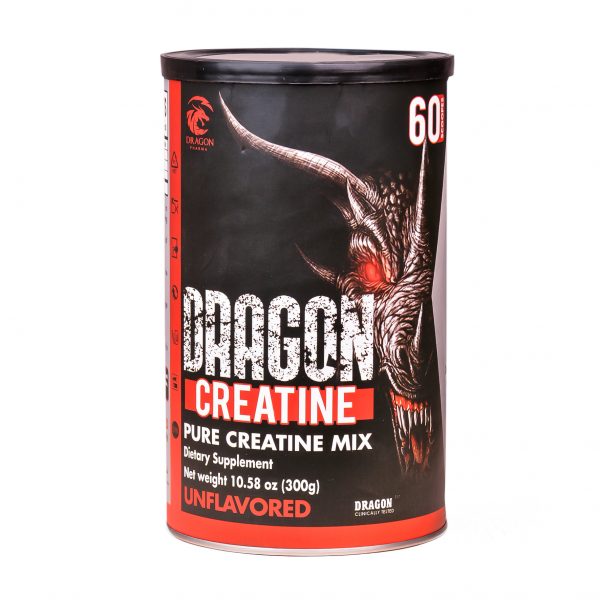 DRAGON
PHARMA
60
SCOOPES
DRAGON
CREATINE
PURE CREATINE MIX
Dietary Supplement
Net weight 10.58 oz (300g)
UNFLAVORED
DRAGON
CLINICALLY TESTED